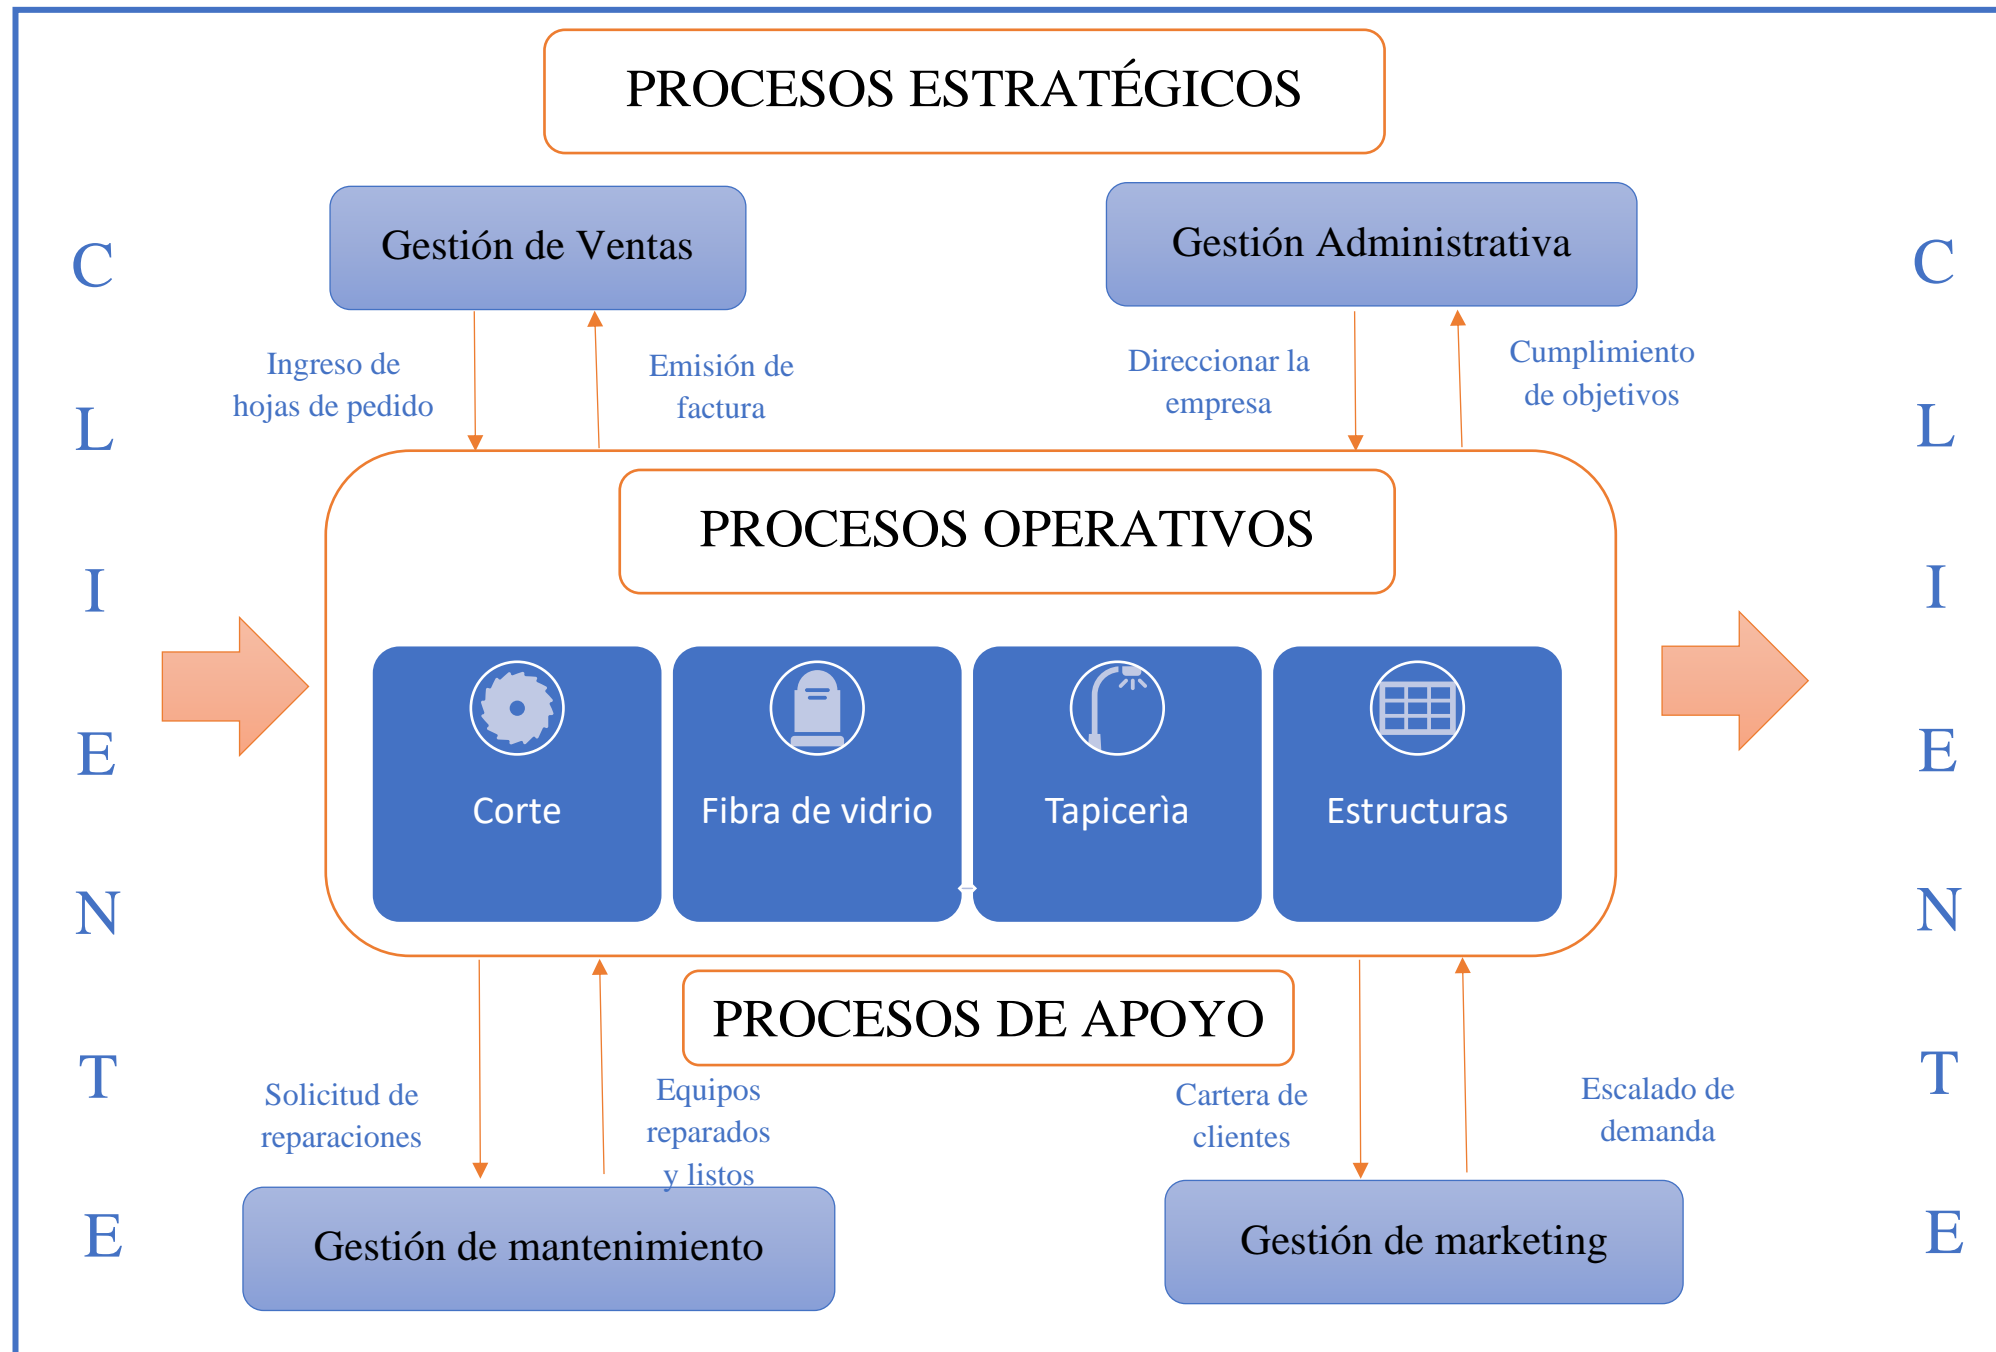 PROCESOS ESTRATÉGICOS
Gestión de Ventas
Gestión Administrativa
Ingreso de
hojas de pedido
Emisión de
factura
Direccionar la
empresa
Cumplimiento
de objetivos
C
L
I
E
N
T
E
PROCESOS OPERATIVOS
Corte
Fibra de vidrio
Tapicerìa
Estructuras
C
L
I
E
N
T
E
PROCESOS DE APOYO
Solicitud de
reparaciones
Equipos
reparados
y listos
Cartera de
clientes
Escalado de
demanda
Gestión de mantenimiento
Gestión de marketing